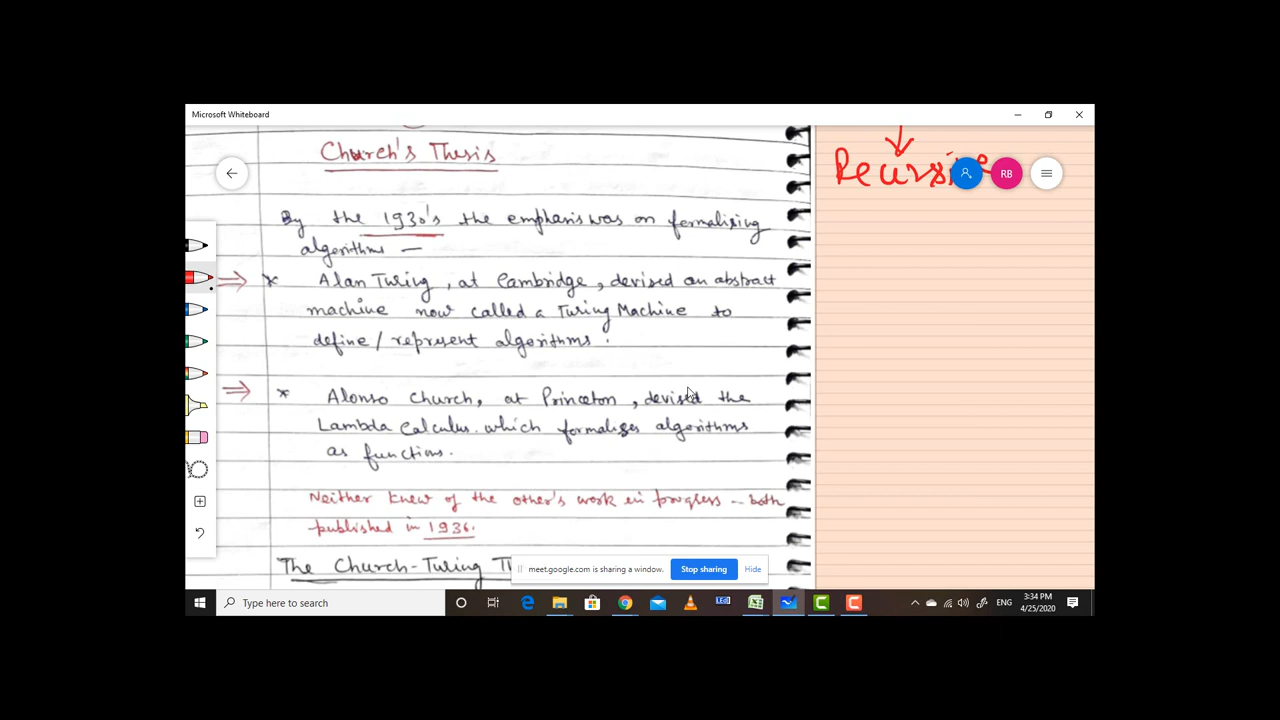 Microsoft Whiteboard
Church's Thesis
Recursive
RB
By the 1930's the emphasis was on formalizing
algorithms —
⇒ * Alan Turing, at Cambridge, devised an abstract
machine now called a Turing Machine to
define/represent algorithms.
⇒ * Alonso Church, at Princeton, devised the
Lambda Calculus. which formalizes algorithms
as functions.
Neither knew of the other's work in progress — both
published in 1936.
The Church-Turing
meet.google.com is sharing a window.
Stop sharing
Hide
Type here to search
ENG
3:34 PM
4/25/2020